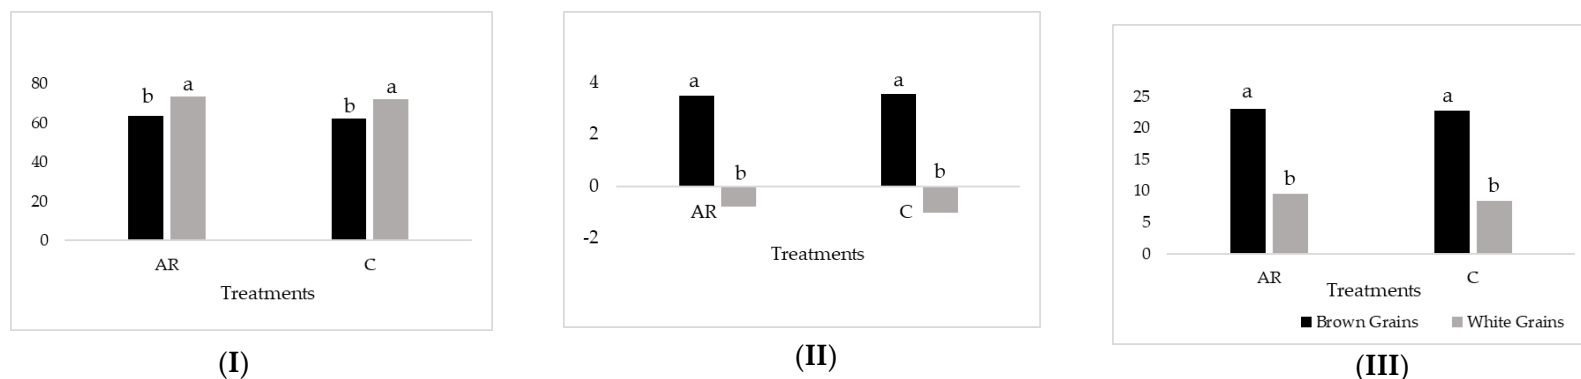 80
60
40
20
0
b
a
b
a
AR
C
Treatments
(I)
4
2
0
-2
a
b
a
b
AR
C
Treatments
(II)
25
20
15
10
5
0
a
b
a
b
AR
C
Treatments
Brown Grains
White Grains
(III)